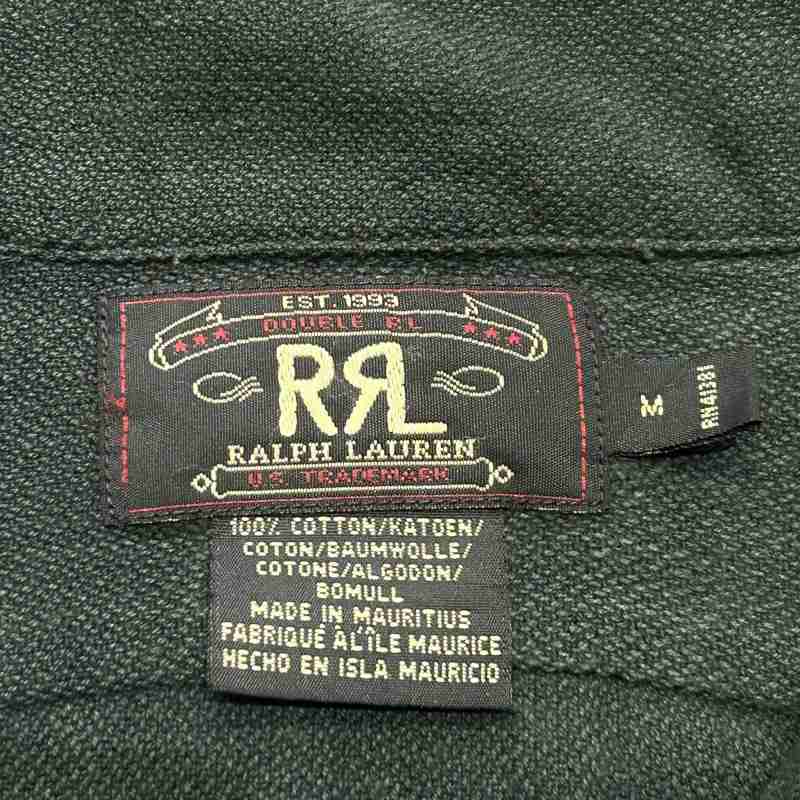 EST. 1993
DOUBLE RL
RRL
RALPH LAUREN
U.S. TRADEMARK
M
RN41381
100% COTTON/KATOEN/
COTON/BAUMWOLLE/
COTONE/ALGODON/
BOMULL
MADE IN MAURITIUS
FABRIQUÉ À L'ÎLE MAURICE
HECHO EN ISLA MAURICIO